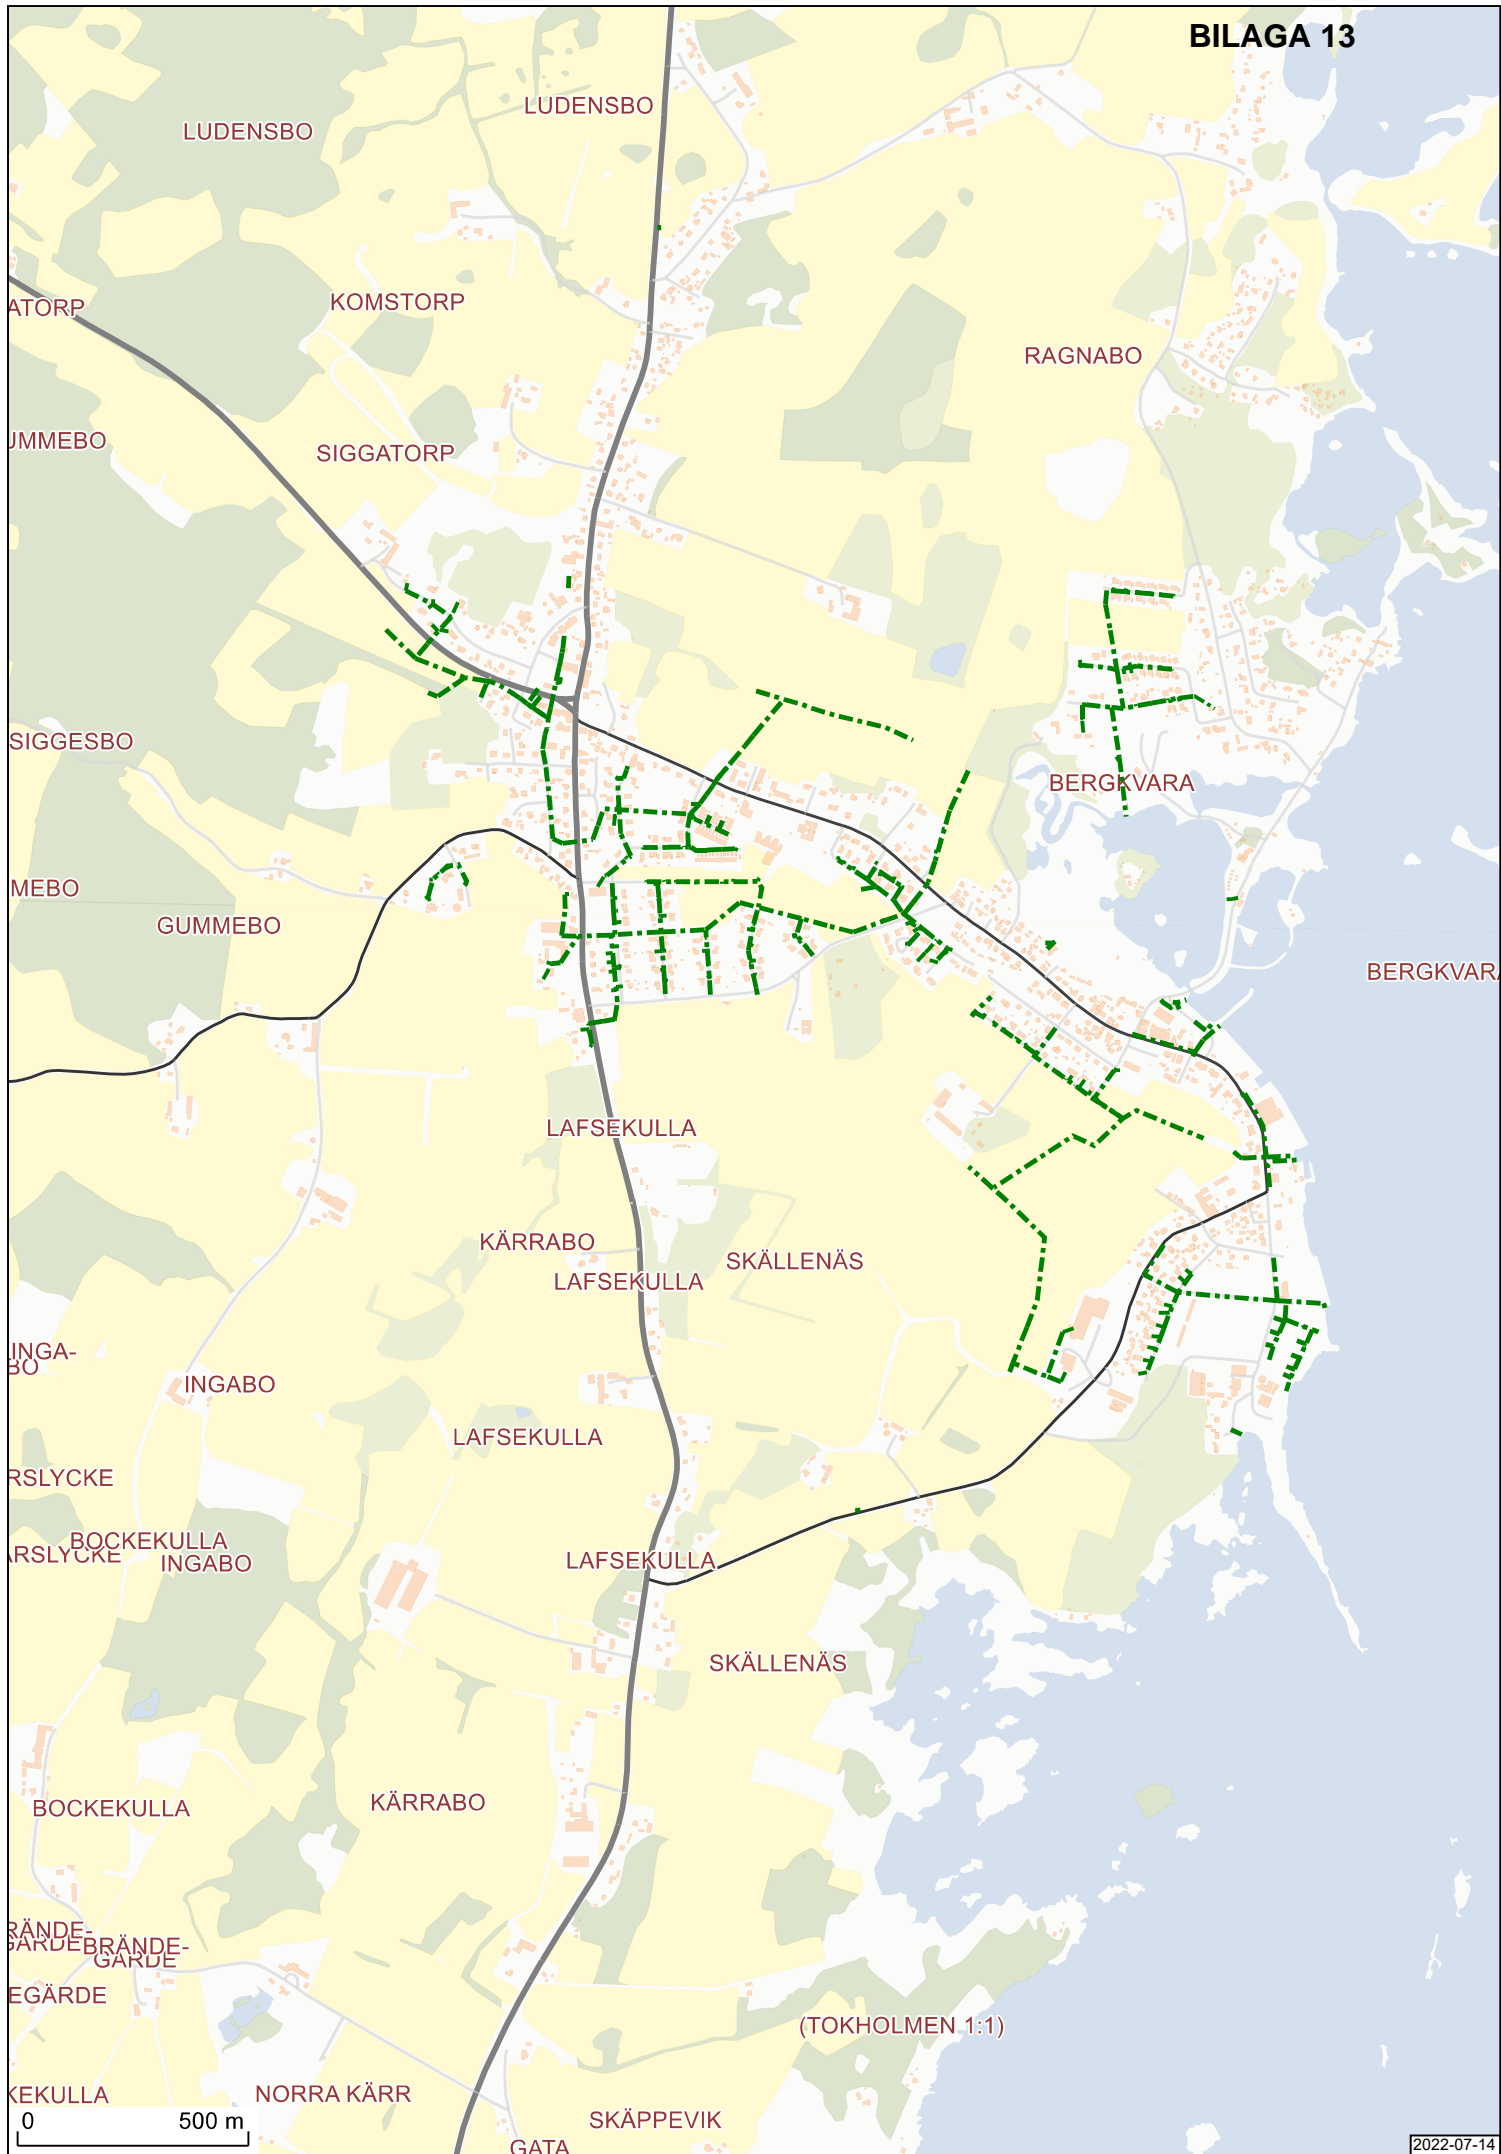 BILAGA 13
LUDENSBO
LUDENSBO
KOMSTORP
ATORP
RAGNABO
UMMEBO
SIGGATORP
SIGGESBO
BERGKVARA
MEBO
GUMMEBO
BERGKVARA
LAFSEKULLA
KÄRRABO
SKÄLLENÄS
LAFSEKULLA
INGA-
BO
INGABO
LAFSEKULLA
RSLYCKE
BOCKEKULLA
ARSLYCKE
INGABO
LAFSEKULLA
SKÄLLENÄS
KÄRRABO
BOCKEKULLA
RÄNDE-
GÄRDE
BRÄNDE-
GÄRDE
EGÄRDE
(TOKHOLMEN 1:1)
KEKULLA
NORRA KÄRR
SKÄPPEVIK
0 500 m
GATA
2022-07-14